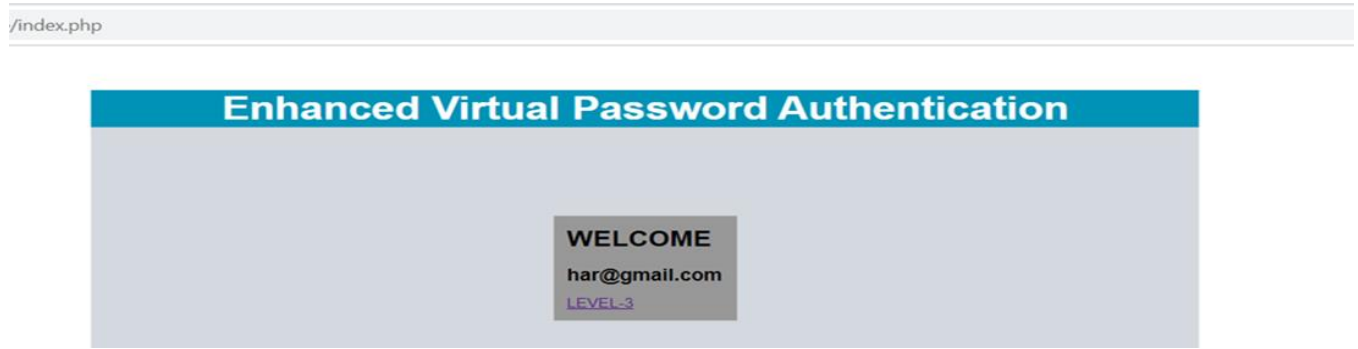 /index.php
Enhanced Virtual Password Authentication
WELCOME
har@gmail.com
LEVEL-3